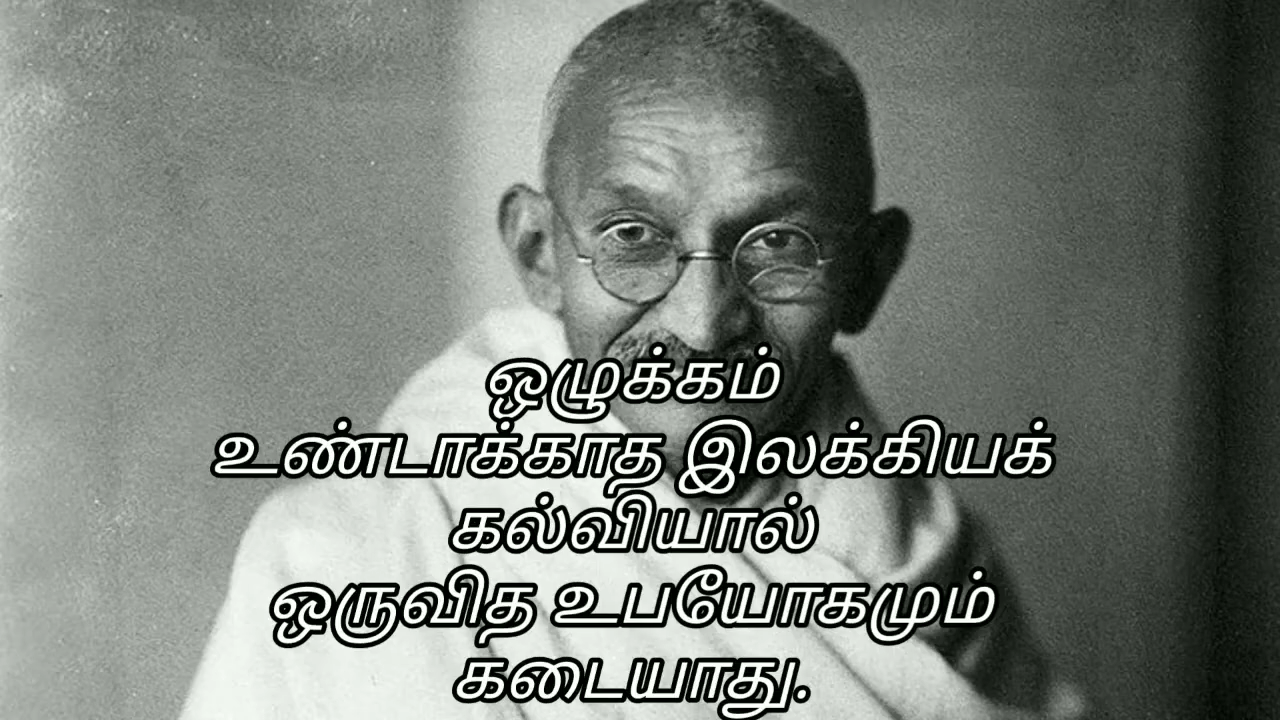 ஒழுக்கம்
உண்டாக்காத இலக்கியக்
கல்வியால்
ஒருவித உபயோகமும்
கடையாது.